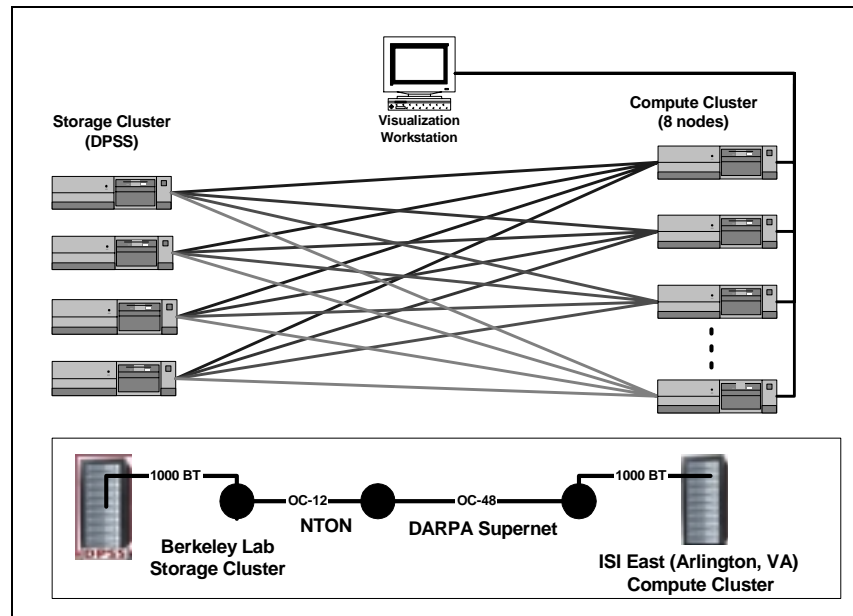 Visualization
Workstation
Storage Cluster
(DPSS)
Compute Cluster
(8 nodes)
1000 BT
OC-12
OC-48
1000 BT
NTON
DARPA Supernet
DPSS
Berkeley Lab
Storage Cluster
ISI East (Arlington, VA)
Compute Cluster